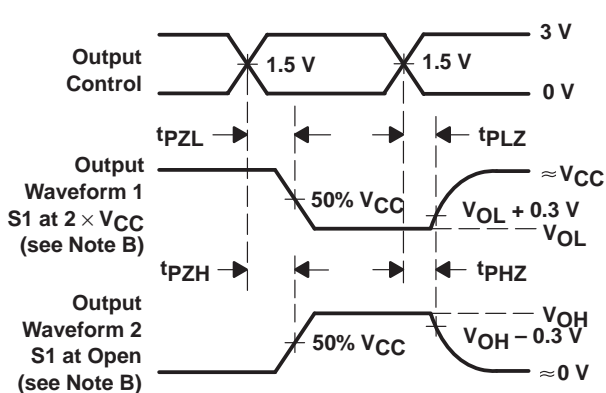 3 V
Output
Control
1.5 V
1.5 V
0 V
tPZL
tPLZ
Output
Waveform 1
S1 at 2 × VCC
(see Note B)
≈VCC
50% VCC
VOL + 0.3 V
VOL
tPZH
tPHZ
Output
Waveform 2
S1 at Open
(see Note B)
VOH
50% VCC
VOH – 0.3 V
≈0 V